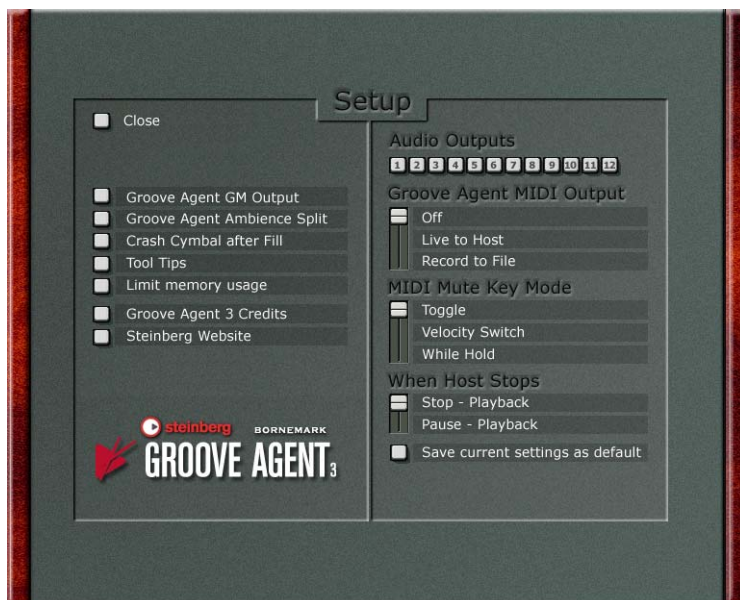 Setup
Close
Groove Agent GM Output
Groove Agent Ambience Split
Crash Cymbal after Fill
Tool Tips
Limit memory usage
Groove Agent 3 Credits
Steinberg Website
steinberg BORNEMARK
GROOVE AGENT 3
Audio Outputs
1 2 3 4 5 6 7 8 9 10 11 12
Groove Agent MIDI Output
Off
Live to Host
Record to File
MIDI Mute Key Mode
Toggle
Velocity Switch
While Hold
When Host Stops
Stop - Playback
Pause - Playback
Save current settings as default